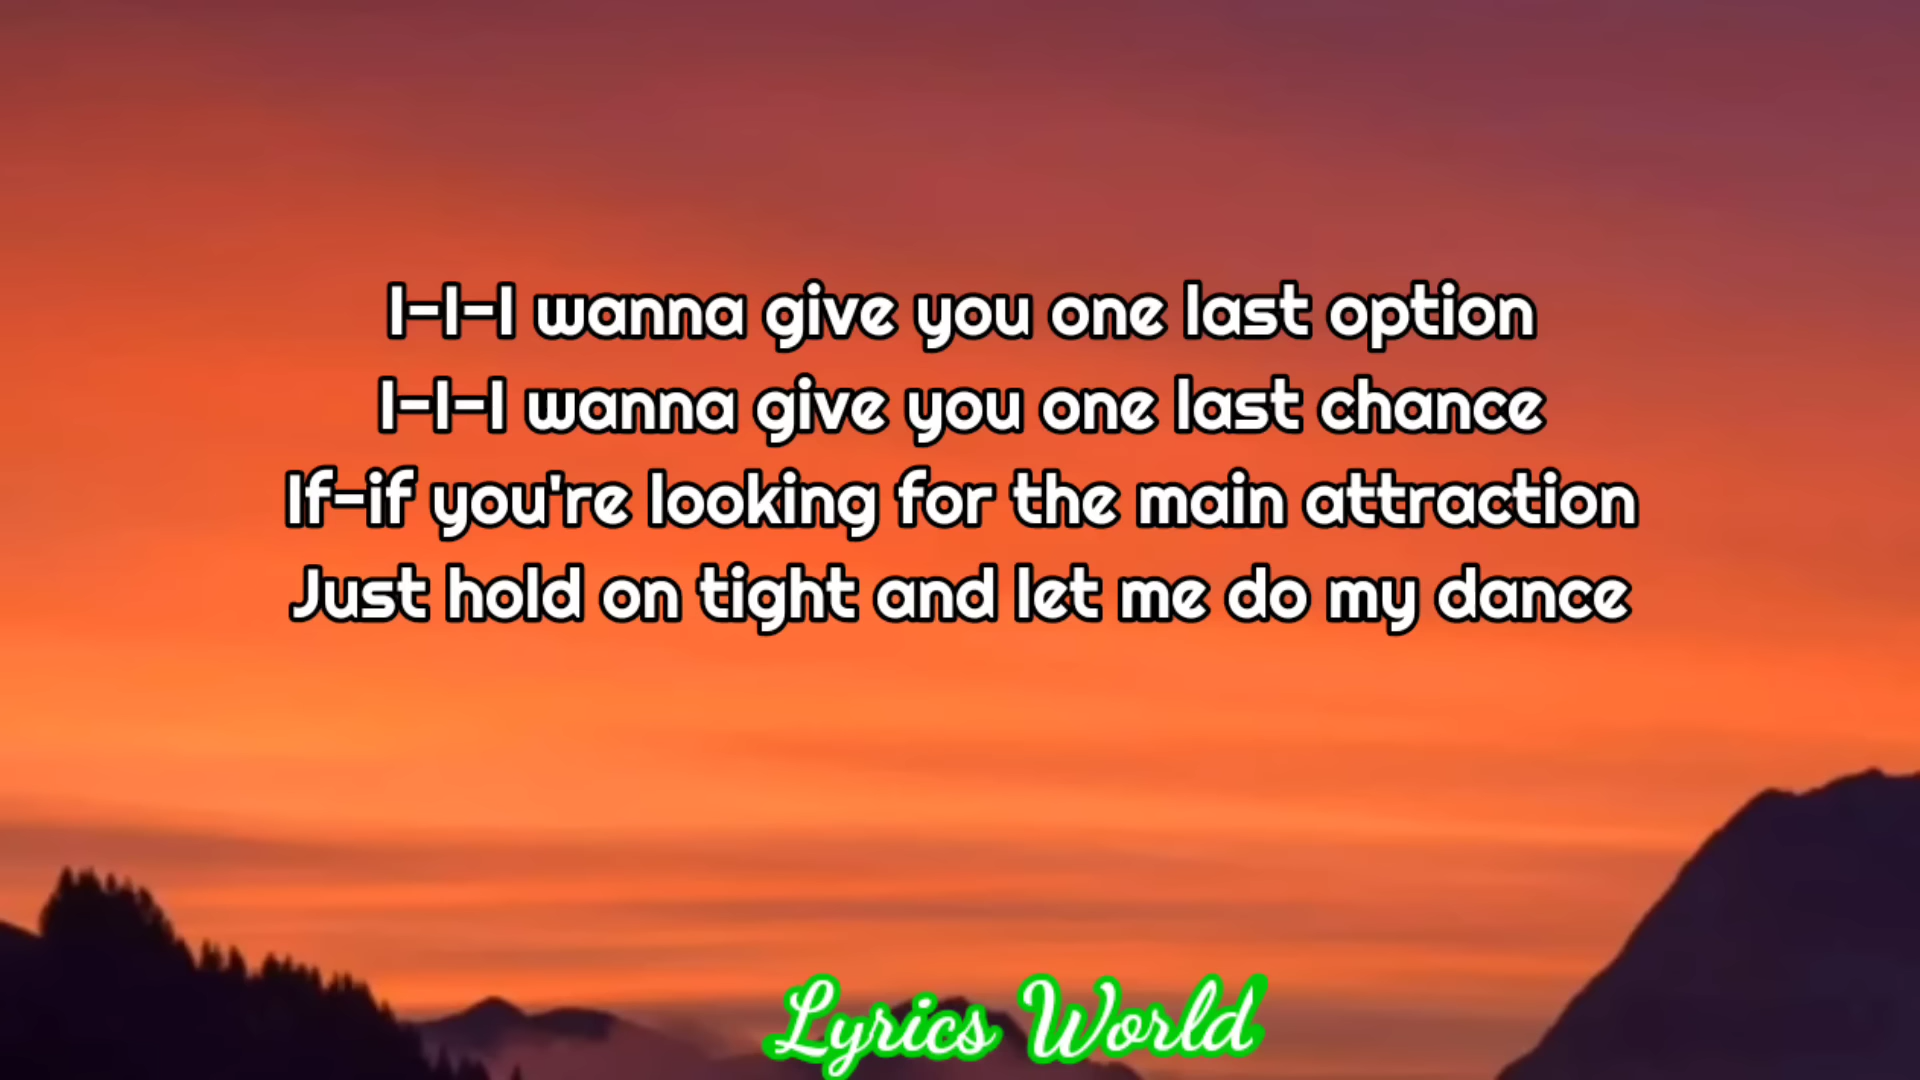 I-I-I wanna give you one last option
I-I-I wanna give you one last chance
If-if you're looking for the main attraction
Just hold on tight and let me do my dance
Lyrics World